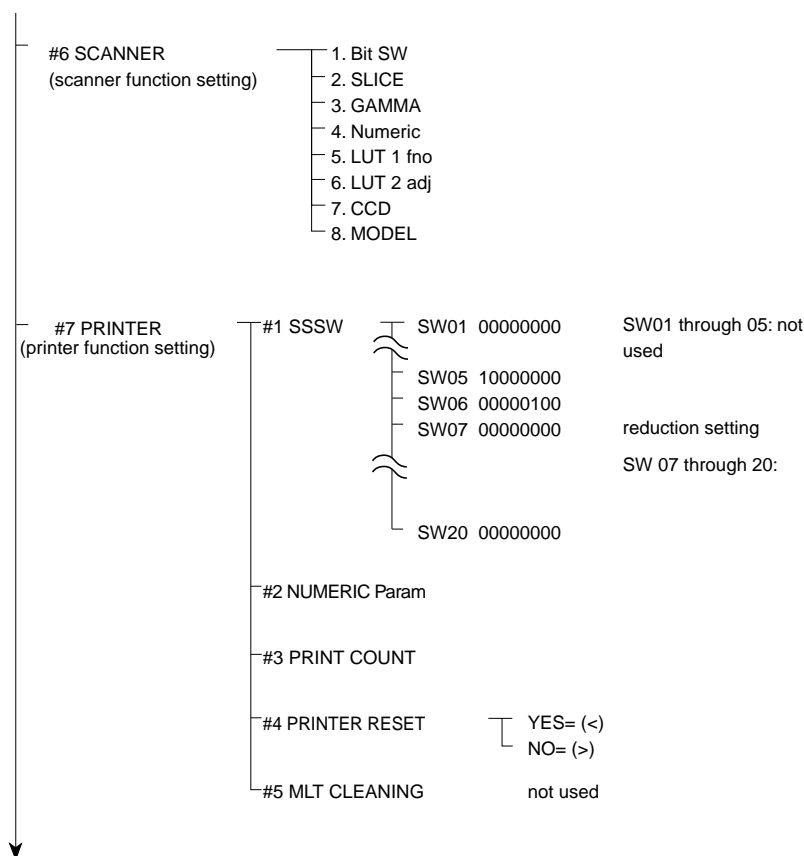 #6 SCANNER
(scanner function setting)
1. Bit SW
2. SLICE
3. GAMMA
4. Numeric
5. LUT 1 fno
6. LUT 2 adj
7. CCD
8. MODEL
#7 PRINTER
(printer function setting)
#1 SSSW
SW01 00000000
SW01 through 05: not
used
SW05 10000000
SW06 00000100
SW07 00000000
reduction setting
SW 07 through 20:
SW20 00000000
#2 NUMERIC Param
#3 PRINT COUNT
#4 PRINTER RESET
YES= (<)
NO= (>)
#5 MLT CLEANING
not used